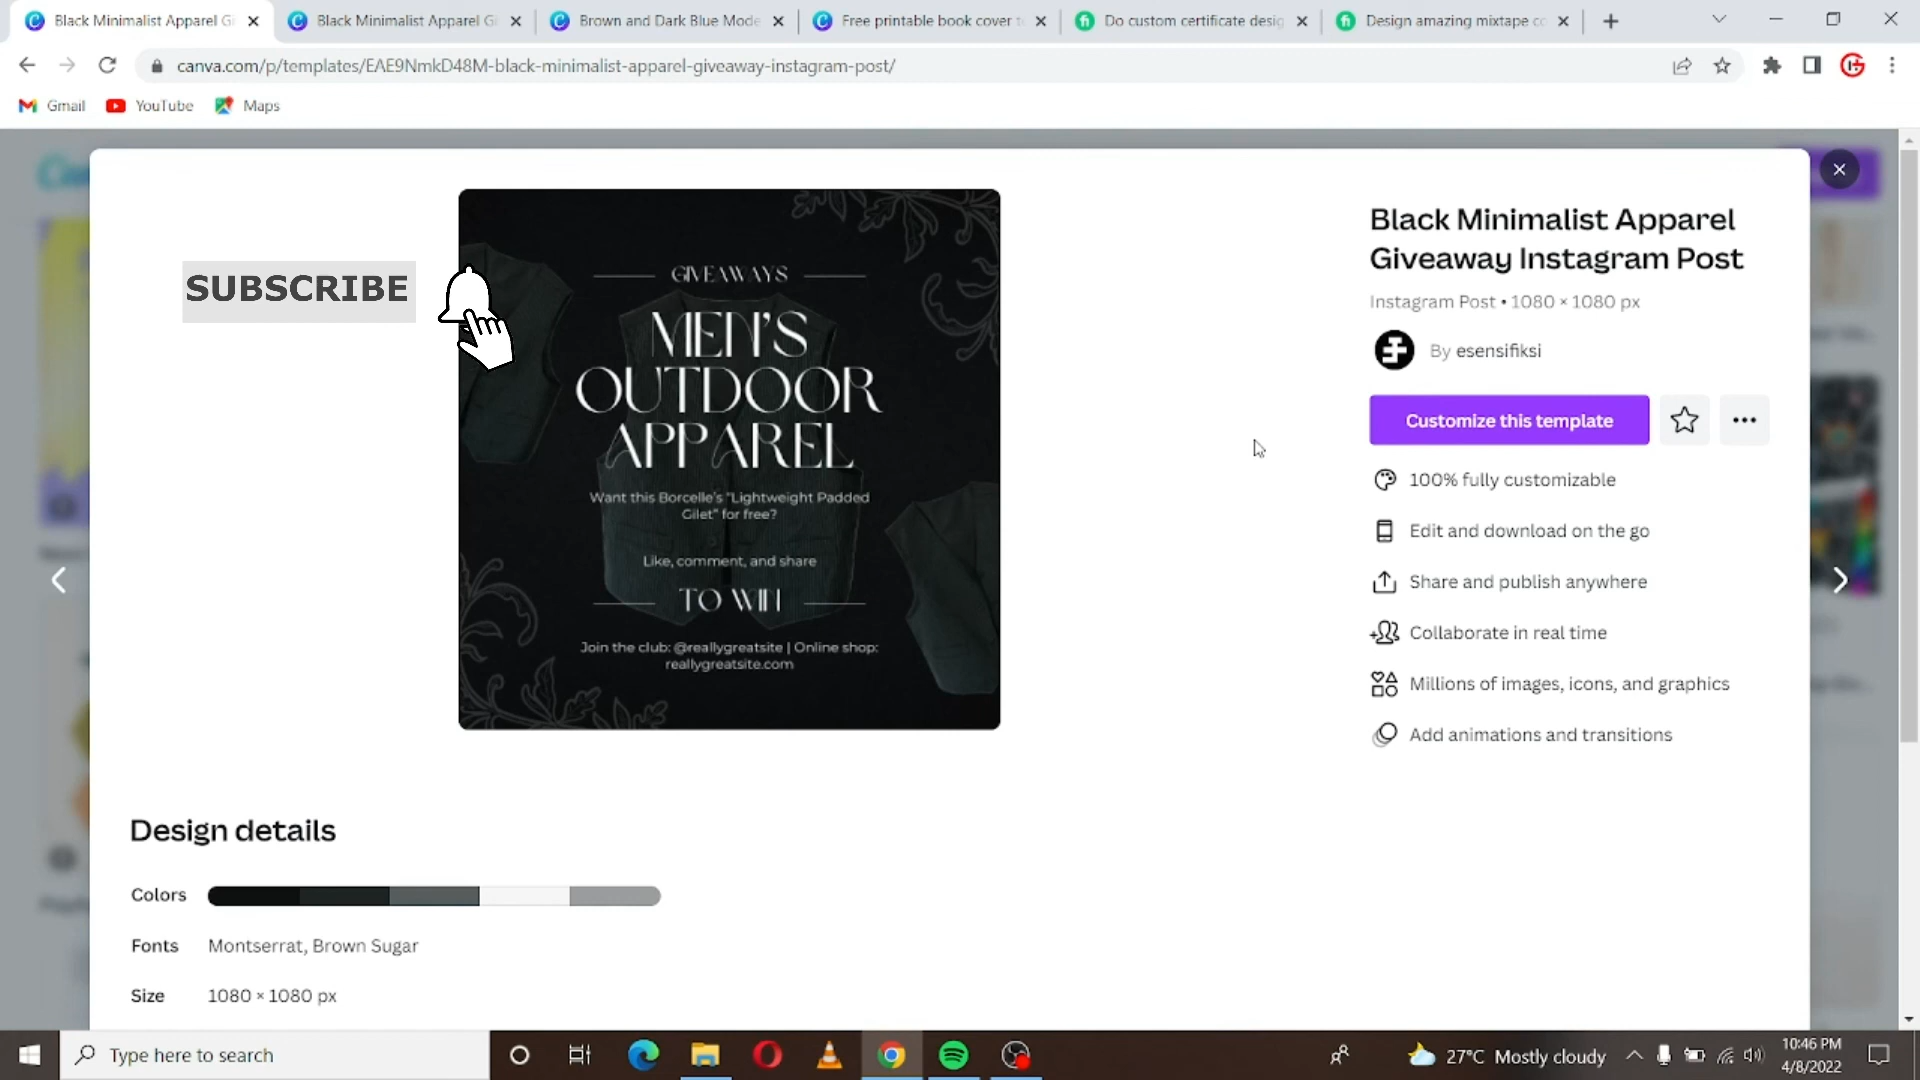 Black Minimalist Apparel Gi
Black Minimalist Apparel Gi
Brown and Dark Blue Mode
Free printable book cover te
Do custom certificate desig
Design amazing mixtape co
canva.com/p/templates/EAE9NmkD48M-black-minimalist-apparel-giveaway-instagram-post/
Gmail
YouTube
Maps
SUBSCRIBE
GIVEAWAYS
MEN'S
OUTDOOR
APPAREL
Want this Borcelle's "Lightweight Padded
Gilet" for free?
Like, comment, and share
TO WIN
Join the club: @reallygreatsite | Online shop:
reallygreatsite.com
Black Minimalist Apparel
Giveaway Instagram Post
Instagram Post • 1080 × 1080 px
By esensifiksi
Customize this template
100% fully customizable
Edit and download on the go
Share and publish anywhere
Collaborate in real time
Millions of images, icons, and graphics
Add animations and transitions
Design details
Colors
Fonts Montserrat, Brown Sugar
Size 1080 × 1080 px
Type here to search
27°C Mostly cloudy
10:46 PM
4/8/2022